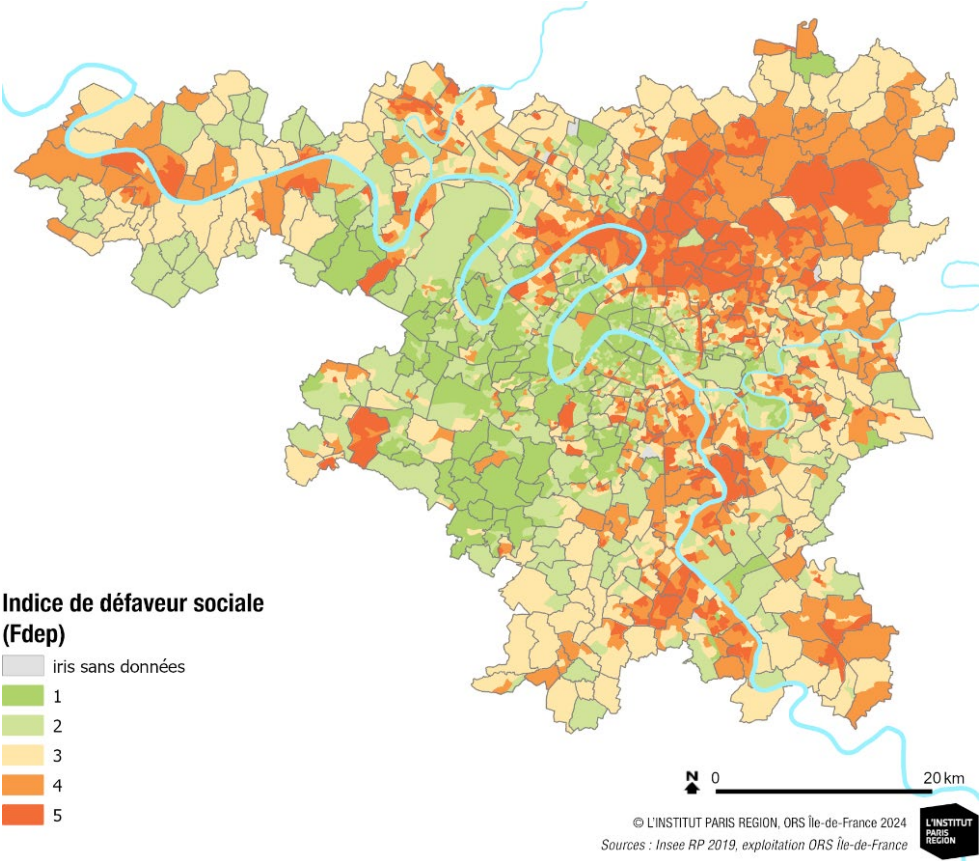 Indice de défaveur sociale
(Fdep)
iris sans données
1
2
3
4
5
N
0
20 km
© L'INSTITUT PARIS REGION, ORS Île-de-France 2024
Sources : Insee RP 2019, exploitation ORS Île-de-France
L'INSTITUT
PARIS
REGION